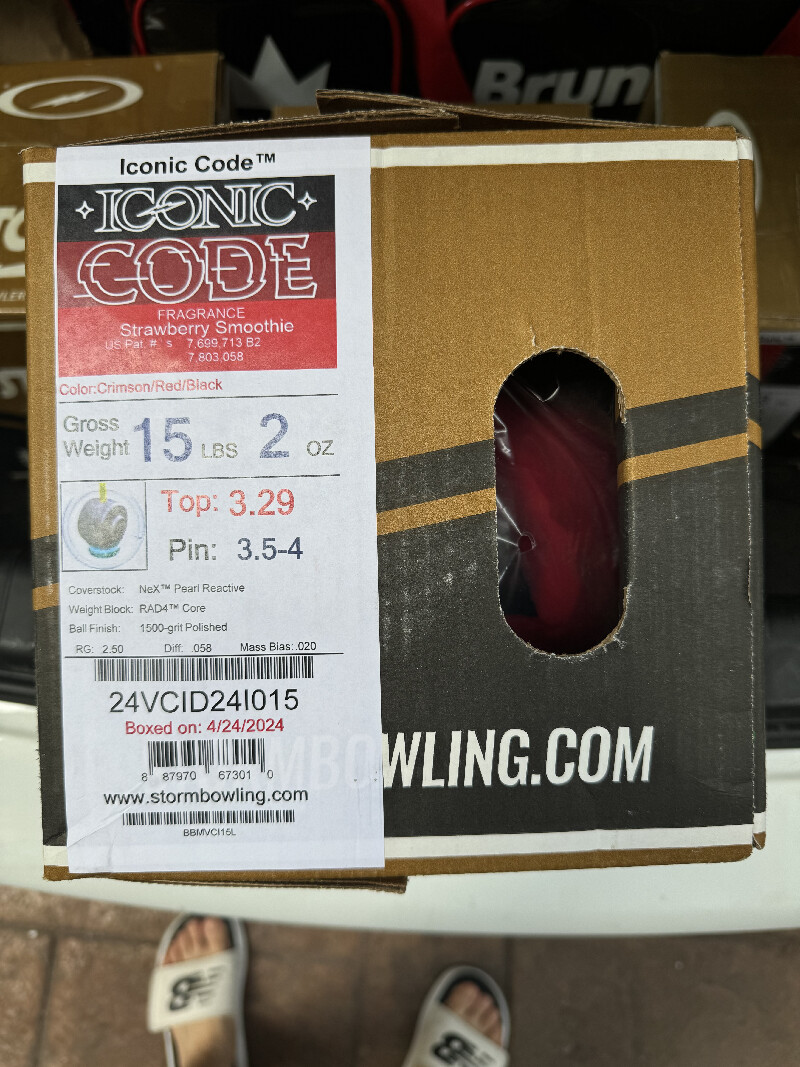 Brun
Iconic Code™
ICONIC
CODE
FRAGRANCE
Strawberry Smoothie
US Pat. # s 7,699,713 B2
7,803,058
Color:Crimson/Red/Black
Gross Weight 15 LBS 2 OZ
Top: 3.29
Pin: 3.5-4
Coverstock: NeX™ Pearl Reactive
Weight Block: RAD4™ Core
Ball Finish: 1500-grit Polished
RG: 2.50 Diff: .058 Mass Bias: .020
24VCID24I015
Boxed on: 4/24/2024
8 87970 67301 0
MBOWLING.COM
www.stormbowling.com
BBMVCI15L